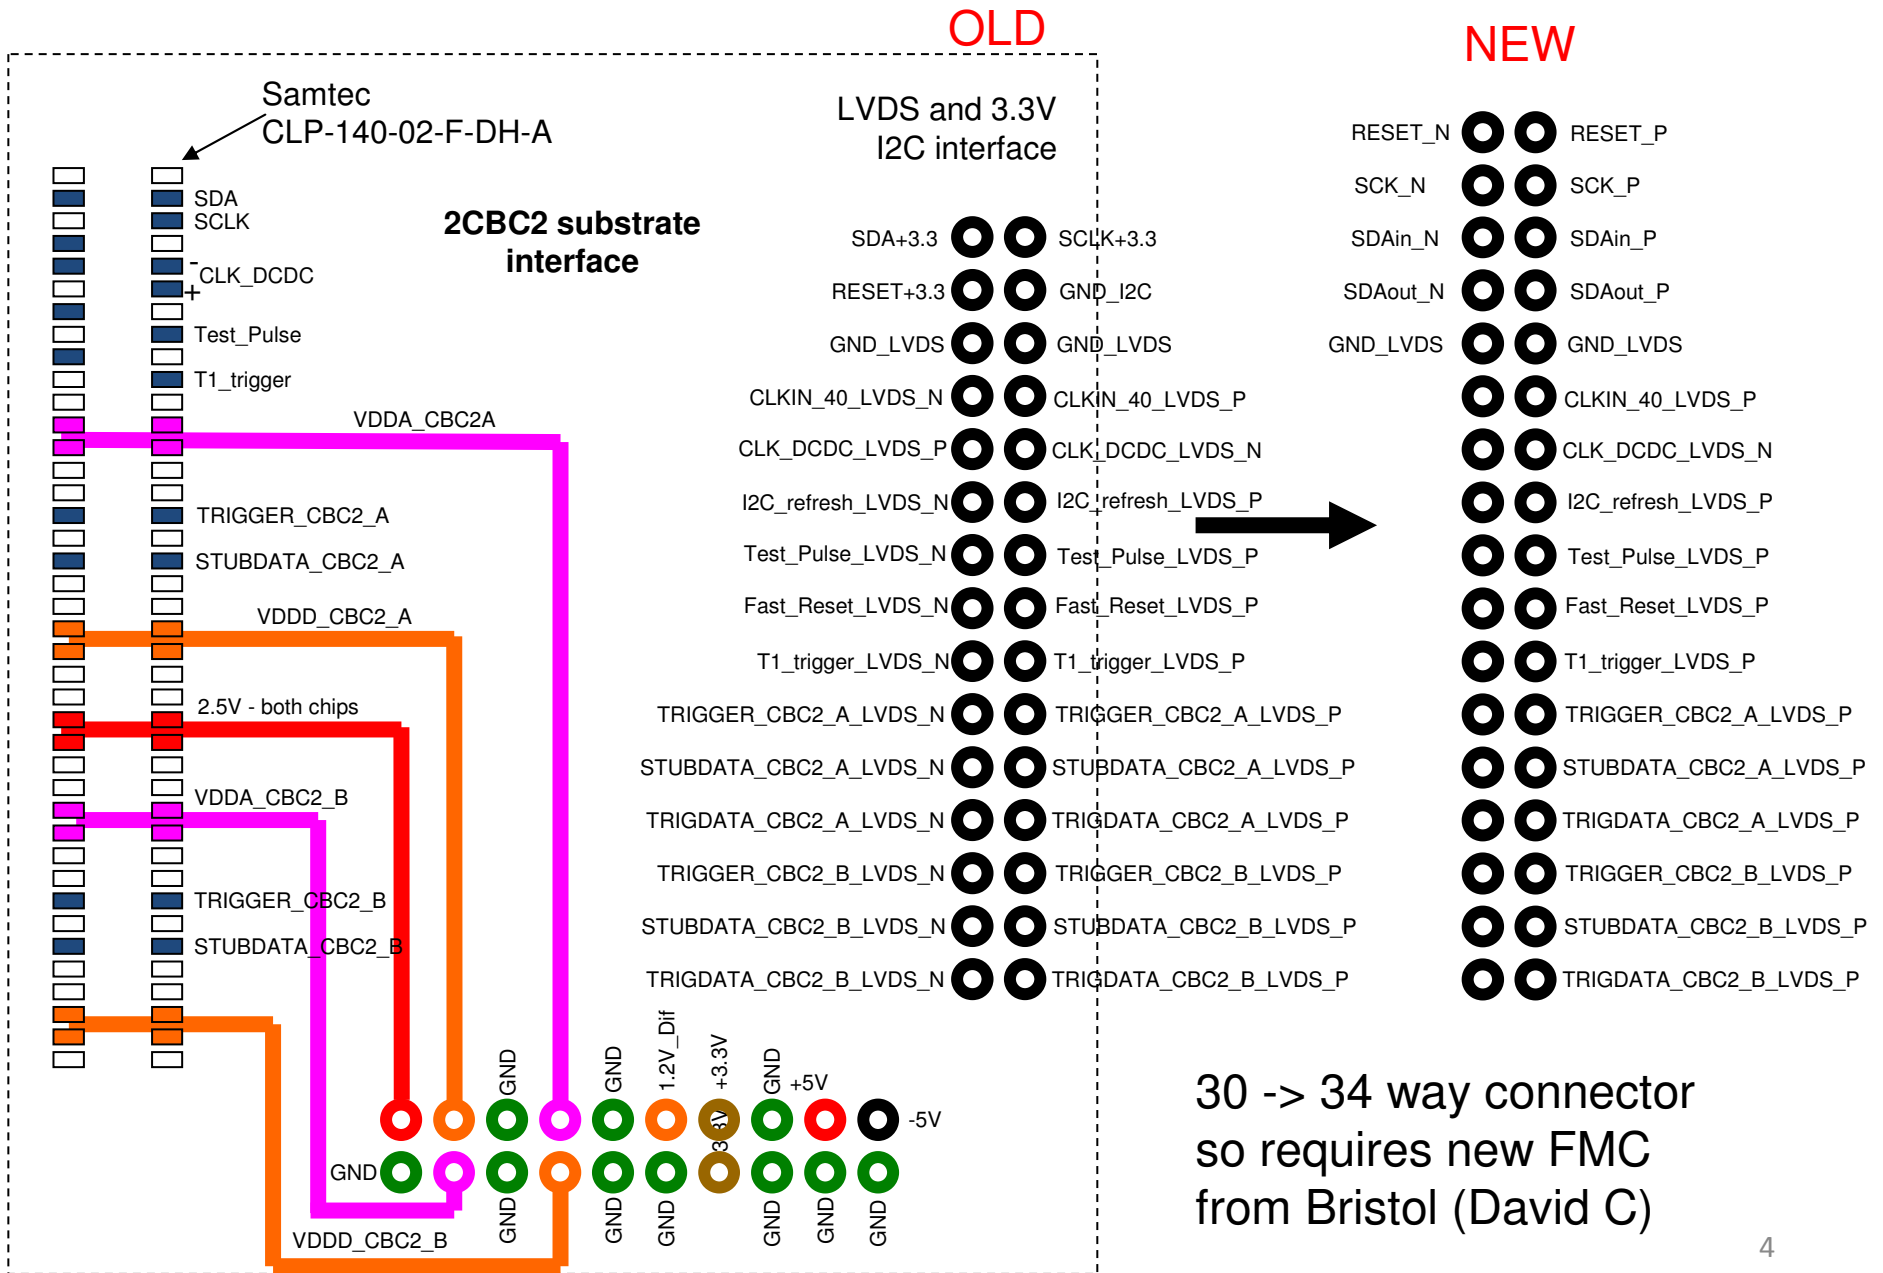 OLD
NEW
Samtec
CLP-140-02-F-DH-A
LVDS and 3.3V
I2C interface
2CBC2 substrate
interface
SDA
SCLK
-
CLK_DCDC
+
Test_Pulse
T1_trigger
VDDA_CBC2A
TRIGGER_CBC2_A
STUBDATA_CBC2_A
VDDD_CBC2_A
2.5V - both chips
VDDA_CBC2_B
TRIGGER_CBC2_B
STUBDATA_CBC2_B
VDDD_CBC2_B
SDA+3.3 SCLK+3.3
RESET+3.3 GND_I2C
GND_LVDS GND_LVDS
CLKIN_40_LVDS_N CLKIN_40_LVDS_P
CLK_DCDC_LVDS_P CLK_DCDC_LVDS_N
I2C_refresh_LVDS_N I2C_refresh_LVDS_P
Test_Pulse_LVDS_N Test_Pulse_LVDS_P
Fast_Reset_LVDS_N Fast_Reset_LVDS_P
T1_trigger_LVDS_N T1_trigger_LVDS_P
TRIGGER_CBC2_A_LVDS_N TRIGGER_CBC2_A_LVDS_P
STUBDATA_CBC2_A_LVDS_N STUBDATA_CBC2_A_LVDS_P
TRIGDATA_CBC2_A_LVDS_N TRIGDATA_CBC2_A_LVDS_P
TRIGGER_CBC2_B_LVDS_N TRIGGER_CBC2_B_LVDS_P
STUBDATA_CBC2_B_LVDS_N STUBDATA_CBC2_B_LVDS_P
TRIGDATA_CBC2_B_LVDS_N TRIGDATA_CBC2_B_LVDS_P
RESET_N RESET_P
SCK_N SCK_P
SDAin_N SDAin_P
SDAout_N SDAout_P
GND_LVDS GND_LVDS
CLKIN_40_LVDS_P
CLK_DCDC_LVDS_N
I2C_refresh_LVDS_P
Test_Pulse_LVDS_P
Fast_Reset_LVDS_P
T1_trigger_LVDS_P
TRIGGER_CBC2_A_LVDS_P
STUBDATA_CBC2_A_LVDS_P
TRIGDATA_CBC2_A_LVDS_P
TRIGGER_CBC2_B_LVDS_P
STUBDATA_CBC2_B_LVDS_P
TRIGDATA_CBC2_B_LVDS_P
GND
GND
1.2V_Dif
+3.3V
GND
+5V
-5V
GND
GND
GND
GND
GND
GND
GND
30 -> 34 way connector
so requires new FMC
from Bristol (David C)
4